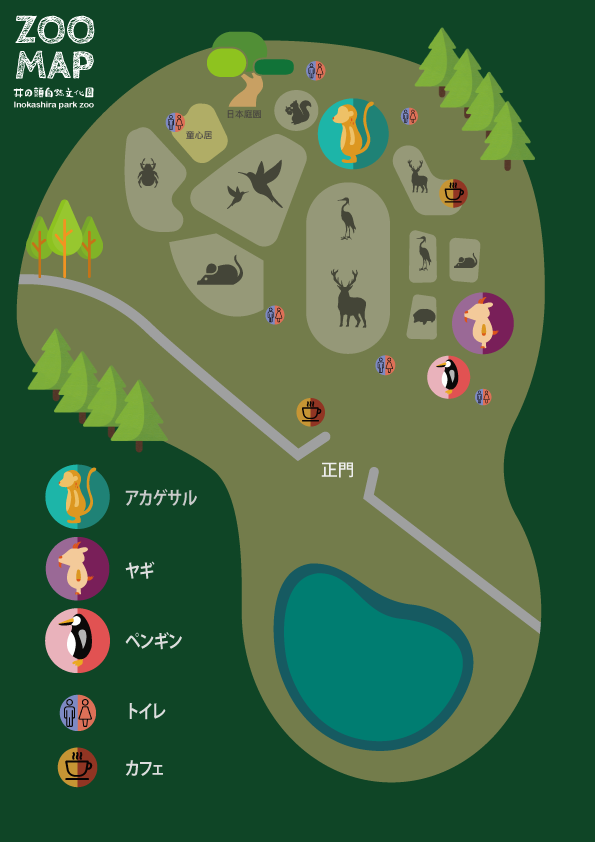 ZOO
MAP
井の頭自然文化園
Inokashira park zoo
日本庭園
童心居
正門
アカゲザル
ヤギ
ペンギン
トイレ
カフェ